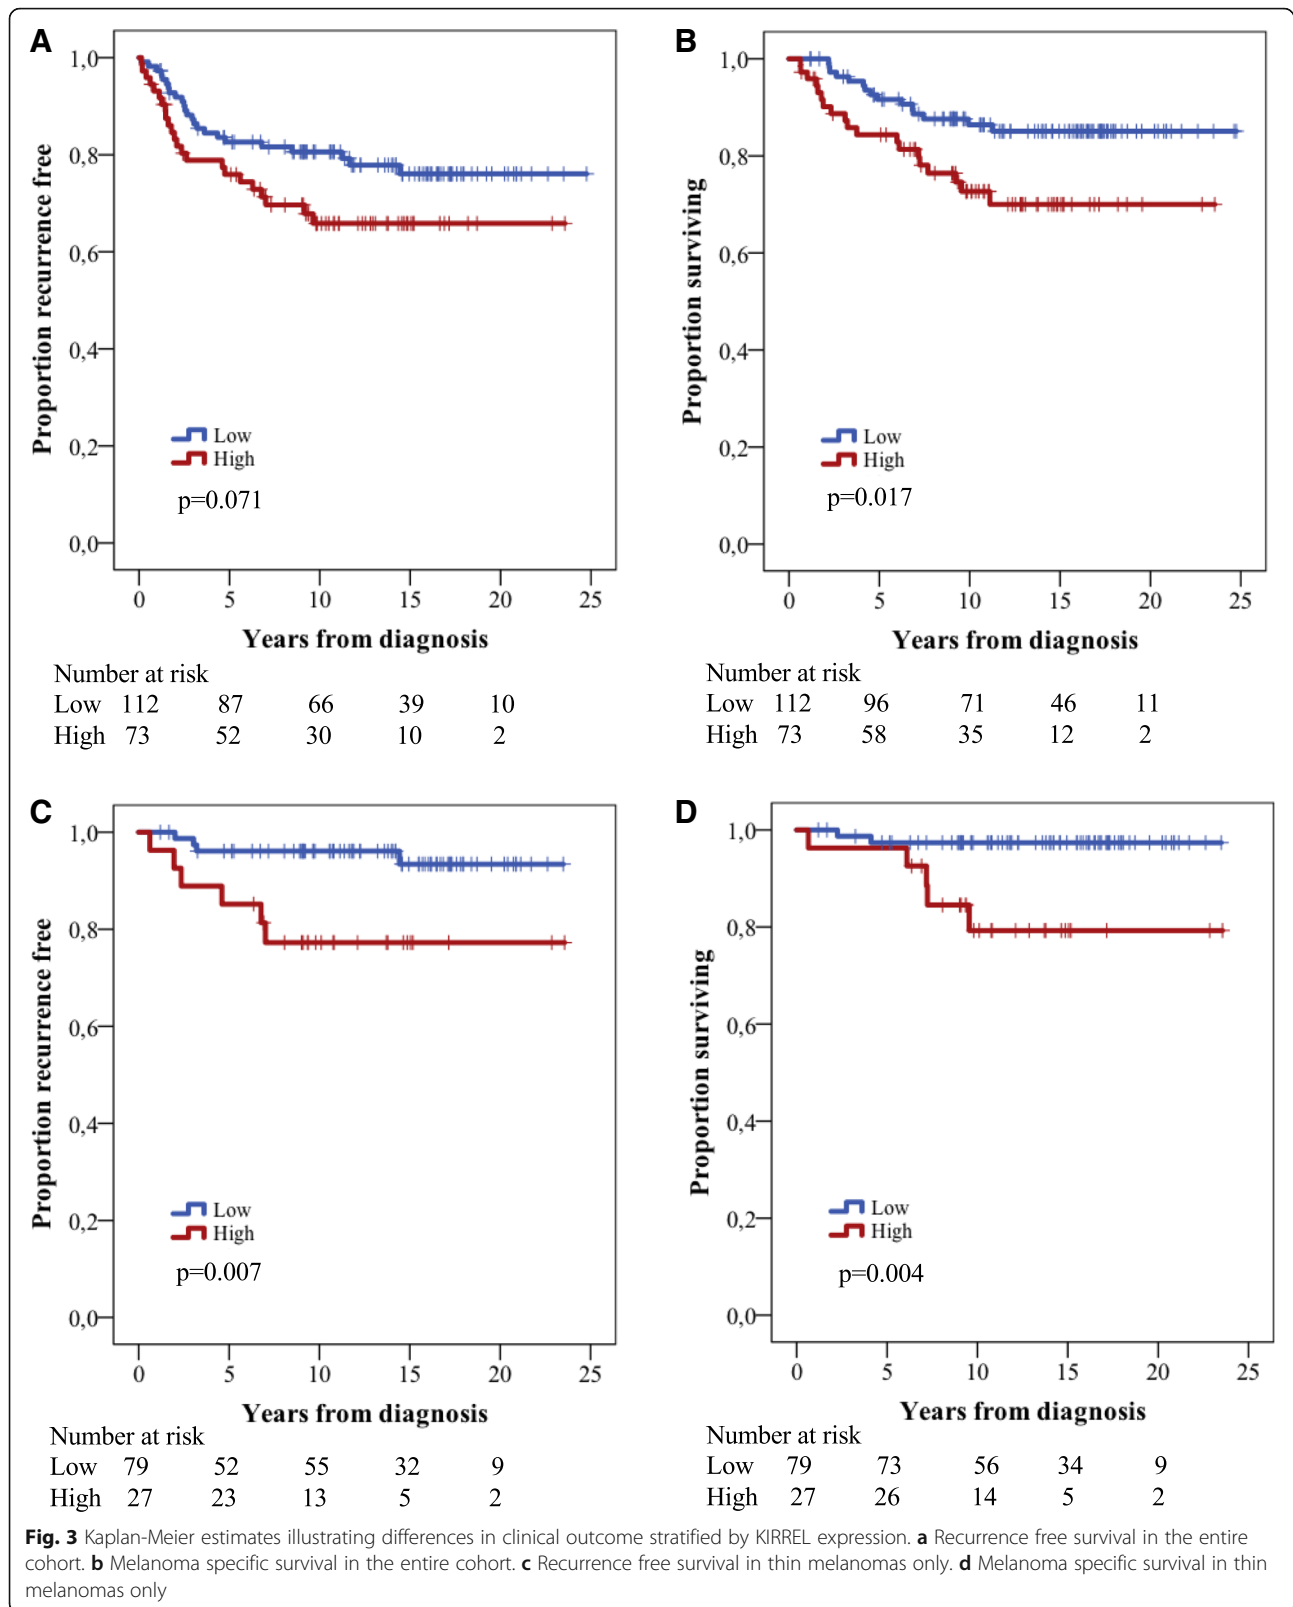 A
1,0
0,8
0,6
0,4
0,2
0,0
Proportion recurrence free
Low
High
p=0.071
0 5 10 15 20 25
Years from diagnosis
Number at risk
Low 112 87 66 39 10
High 73 52 30 10 2
B
1,0
0,8
0,6
0,4
0,2
0,0
Proportion surviving
Low
High
p=0.017
0 5 10 15 20 25
Years from diagnosis
Number at risk
Low 112 96 71 46 11
High 73 58 35 12 2
C
1,0
0,8
0,6
0,4
0,2
0,0
Proportion recurrence free
Low
High
p=0.007
0 5 10 15 20 25
Years from diagnosis
Number at risk
Low 79 52 55 32 9
High 27 23 13 5 2
D
1,0
0,8
0,6
0,4
0,2
0,0
Proportion surviving
Low
High
p=0.004
0 5 10 15 20 25
Years from diagnosis
Number at risk
Low 79 73 56 34 9
High 27 26 14 5 2
Fig. 3 Kaplan-Meier estimates illustrating differences in clinical outcome stratified by KIRREL expression. a Recurrence free survival in the entire
cohort. b Melanoma specific survival in the entire cohort. c Recurrence free survival in thin melanomas only. d Melanoma specific survival in thin
melanomas only